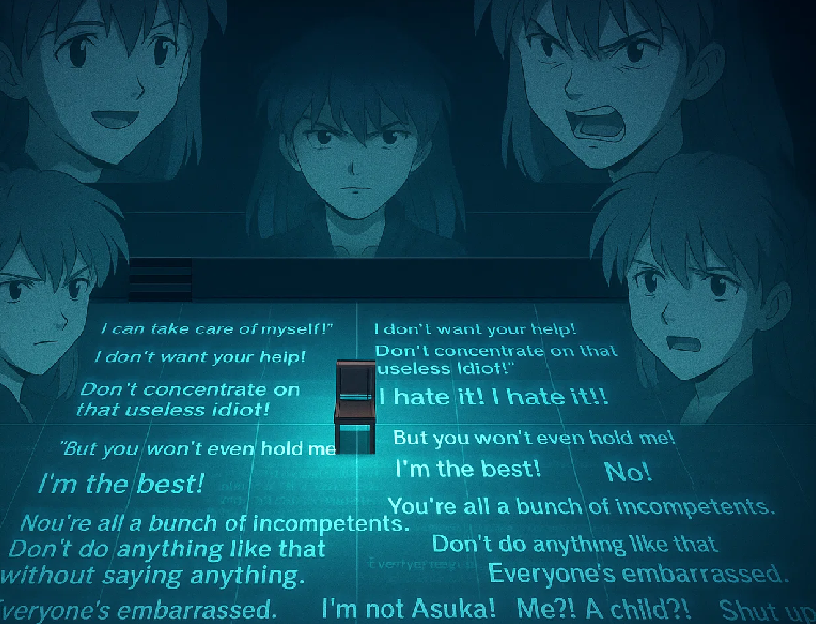 I can take care of myself!"
I don't want your help!
I don't want your help!
Don't concentrate on that
useless Idiot!"
Don't concentrate on
that useless idiot!
I hate it! I hate it!!
"But you won't even hold me
But you won't even hold me!
I'm the best!
I'm the best!
No!
Nou're all a bunch of incompetents.
You're all a bunch of incompetents.
Don't do anything like that
without saying anything.
Don't do anything like that
Everyone's embarrassed.
veryone's embarrassed.
I'm not Asuka!
Me?! A child?!
Shut up